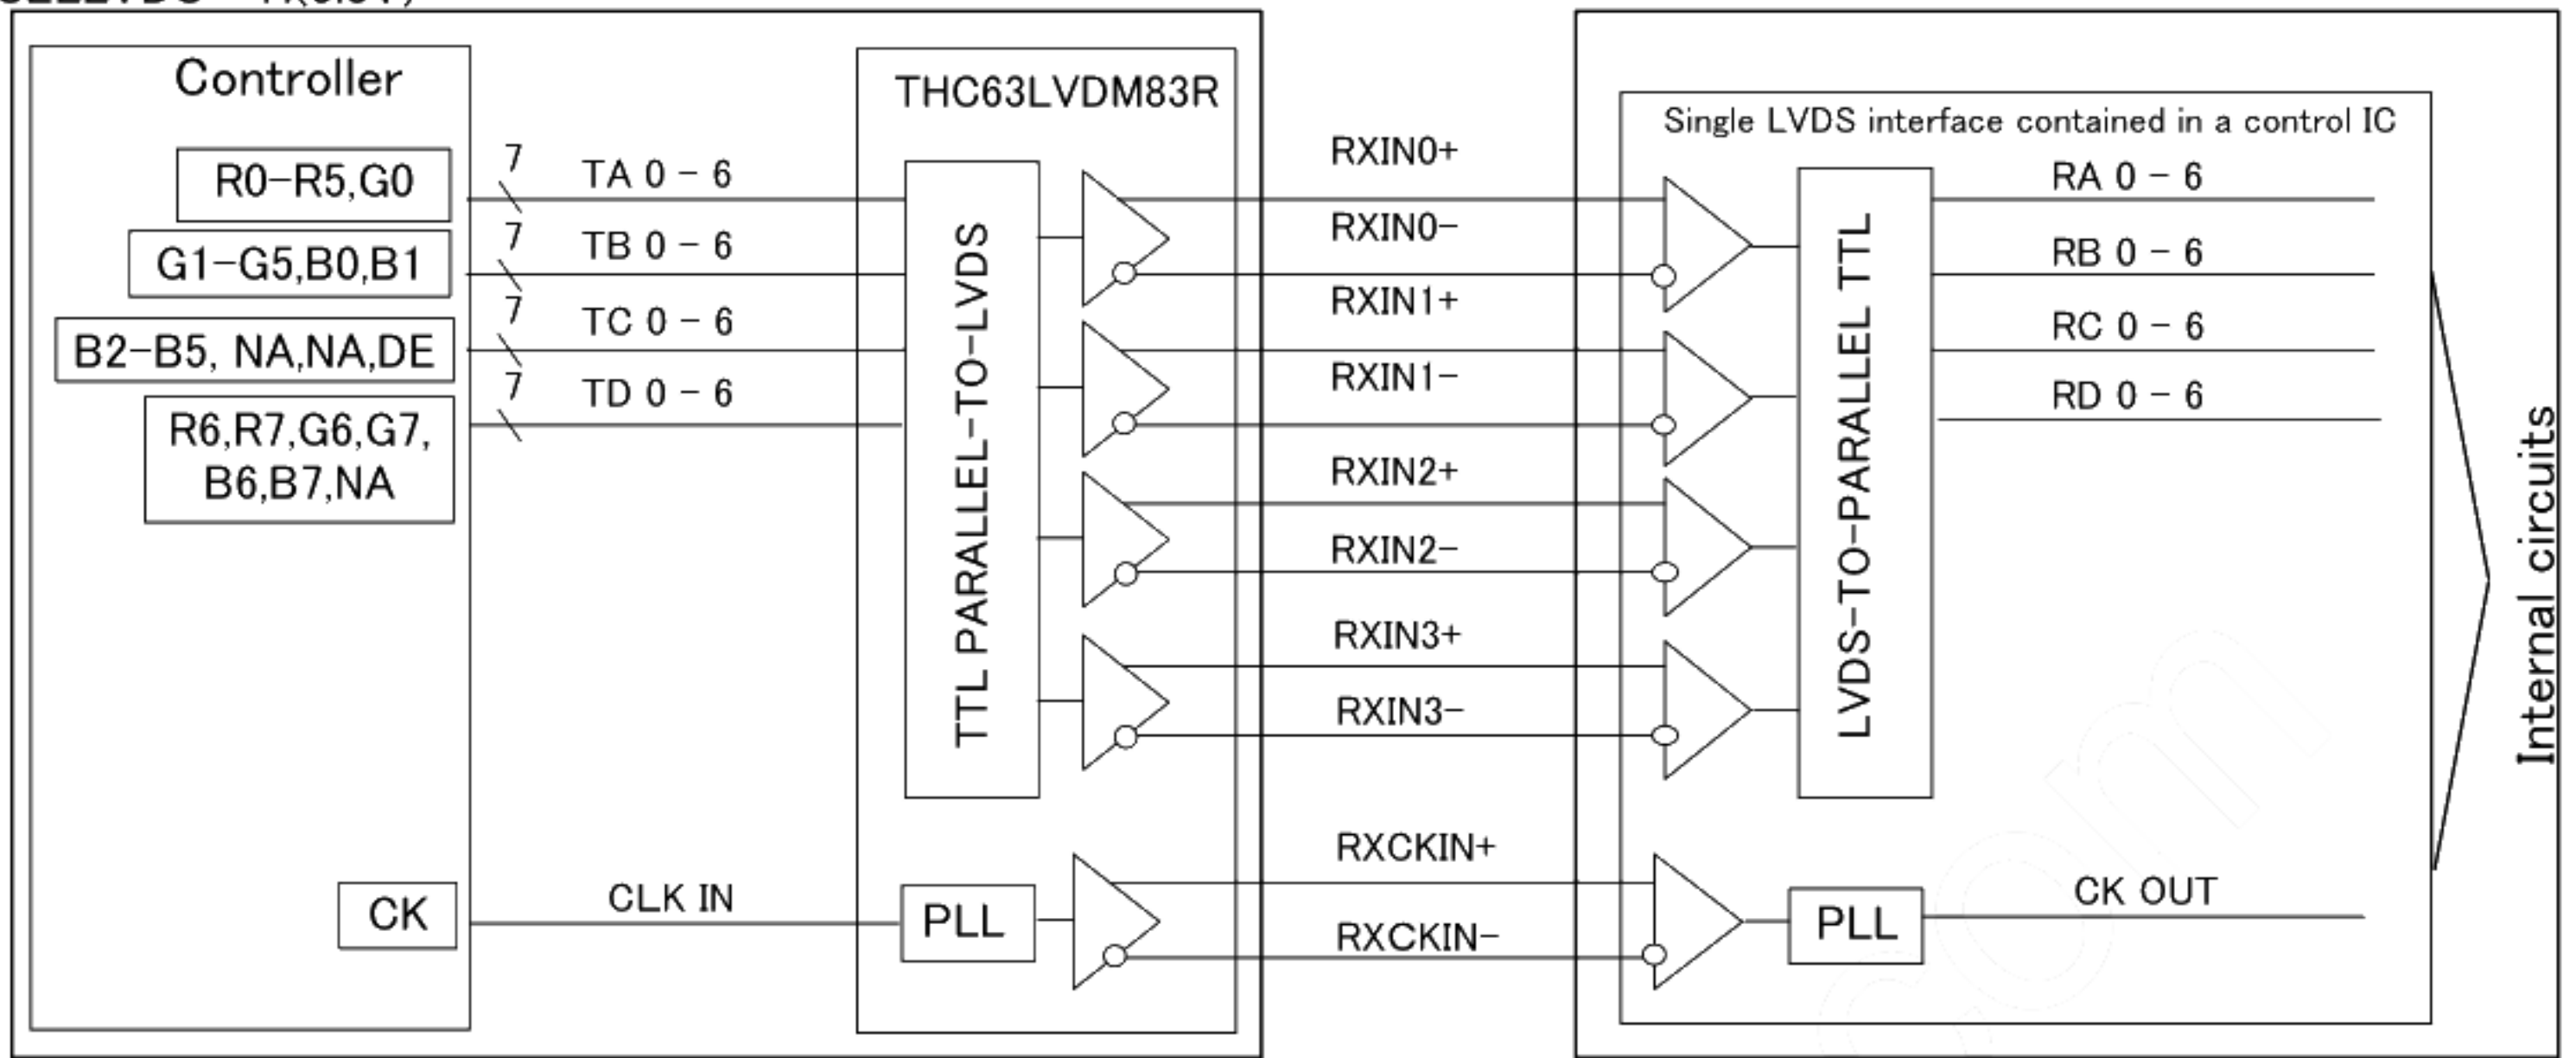 Controller
R0-R5,G0
G1-G5,B0,B1
B2-B5, NA,NA,DE
R6,R7,G6,G7,
B6,B7,NA
CK
7
TA 0 - 6
7
TB 0 - 6
7
TC 0 - 6
7
TD 0 - 6
CLK IN
THC63LVDM83R
TTL PARALLEL-TO-LVDS
PLL
RXIN0+
RXIN0-
RXIN1+
RXIN1-
RXIN2+
RXIN2-
RXIN3+
RXIN3-
RXCKIN+
RXCKIN-
Single LVDS interface contained in a control IC
LVDS-TO-PARALLEL TTL
PLL
RA 0 - 6
RB 0 - 6
RC 0 - 6
RD 0 - 6
CK OUT
Internal circuits